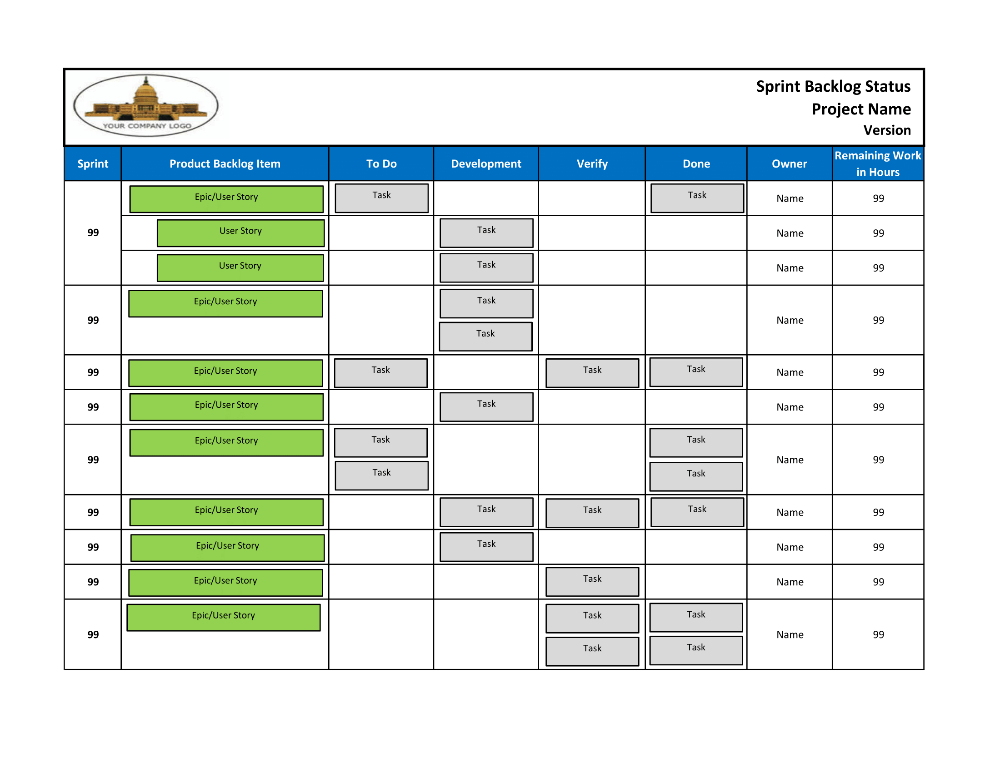 YOUR COMPANY LOGO
Sprint Backlog Status
Project Name
Version
Sprint Product Backlog Item To Do Development Verify Done Owner Remaining Work in Hours
Epic/User Story Task Task Name 99
99 User Story Task Name 99
User Story Task Name 99
Epic/User Story Task
99 Name 99
Task
99 Epic/User Story Task Task Task Name 99
99 Epic/User Story Task Name 99
Epic/User Story Task Task
99 Name 99
Task Task
99 Epic/User Story Task Task Task Name 99
99 Epic/User Story Task Name 99
99 Epic/User Story Task Name 99
Epic/User Story Task Task
99 Name 99
Task Task